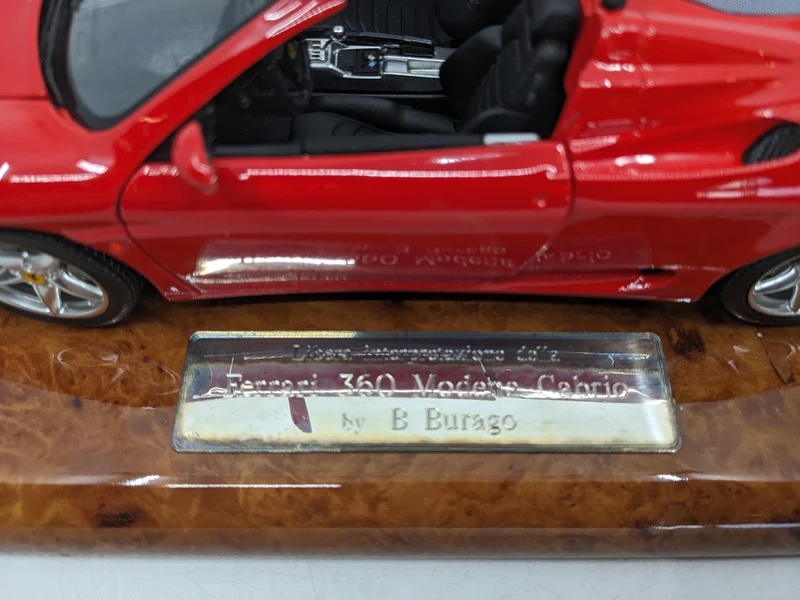 Libera interpretazione della
Ferrari 360 Modena Cabrio
by B Burago